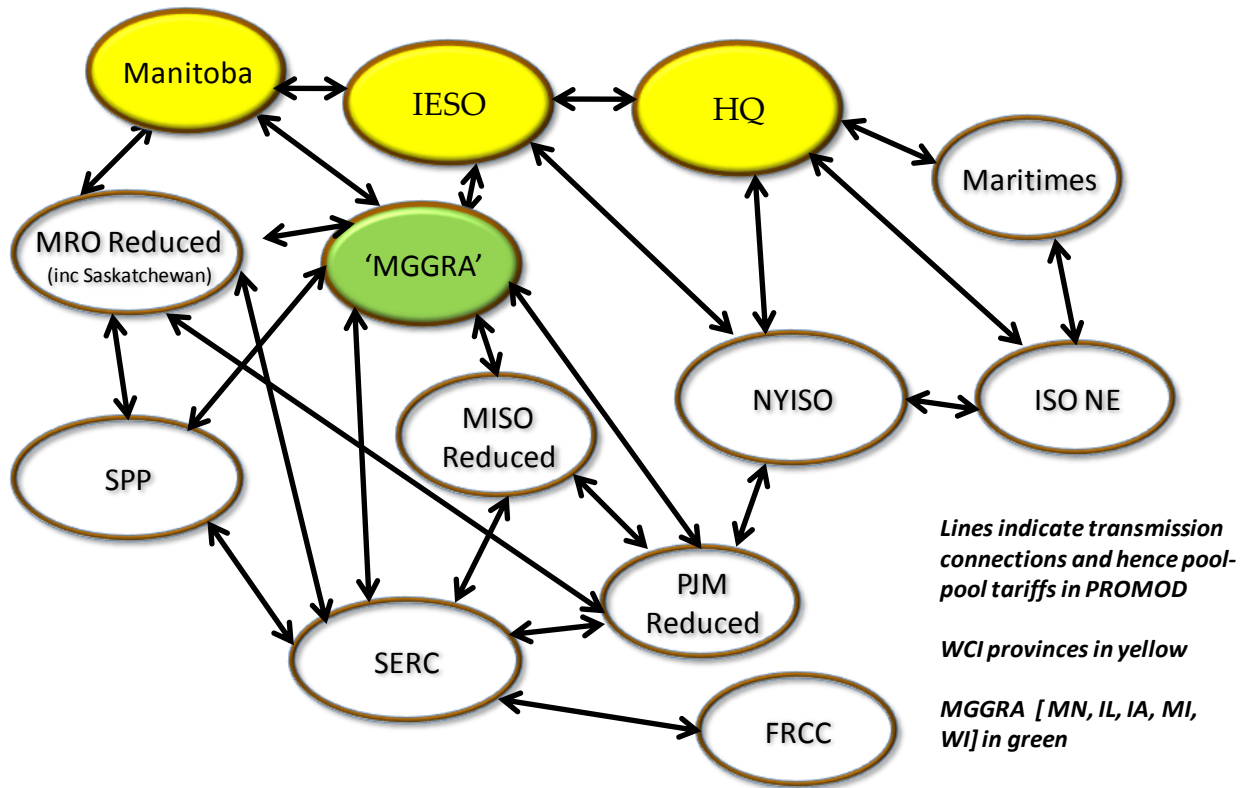 Manitoba
IESO
HQ
Maritimes
MRO Reduced
(inc Saskatchewan)
‘MGGRA’
NYISO
ISO NE
MISO
Reduced
SPP
PJM
Reduced
SERC
FRCC
Lines indicate transmission
connections and hence pool-
pool tariffs in PROMOD
WCI provinces in yellow
MGGRA [ MN, IL, IA, MI,
WI] in green